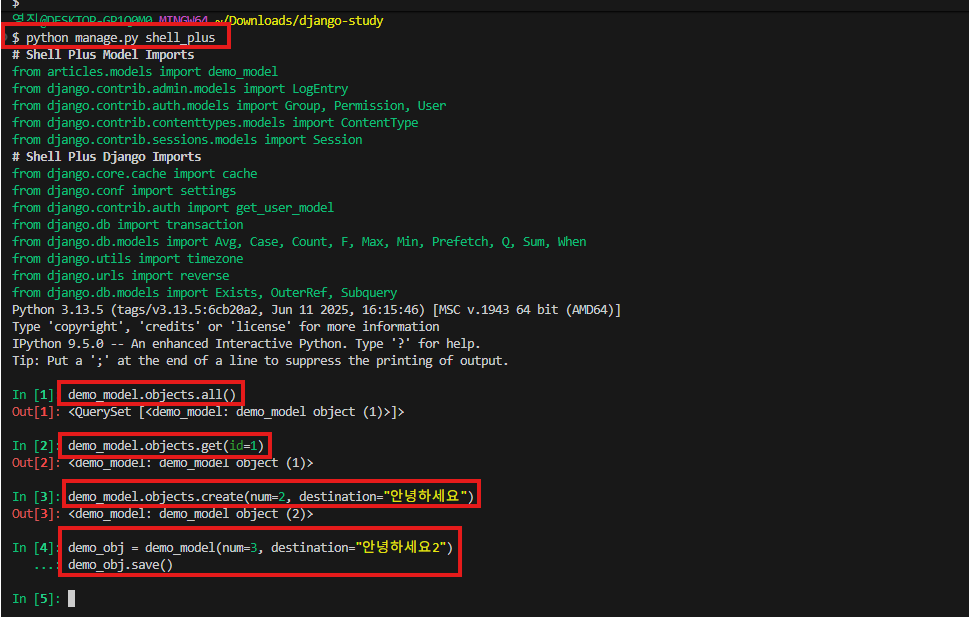 $
영진@DESKTOP-GP1Q0M0 MINGW64 ~/Downloads/django-study
$ python manage.py shell_plus
# Shell Plus Model Imports
from articles.models import demo_model
from django.contrib.admin.models import LogEntry
from django.contrib.auth.models import Group, Permission, User
from django.contrib.contenttypes.models import ContentType
from django.contrib.sessions.models import Session
# Shell Plus Django Imports
from django.core.cache import cache
from django.conf import settings
from django.contrib.auth import get_user_model
from django.db import transaction
from django.db.models import Avg, Case, Count, F, Max, Min, Prefetch, Q, Sum, When
from django.utils import timezone
from django.urls import reverse
from django.db.models import Exists, OuterRef, Subquery
Python 3.13.5 (tags/v3.13.5:6cb20a2, Jun 11 2025, 16:15:46) [MSC v.1943 64 bit (AMD64)]
Type 'copyright', 'credits' or 'license' for more information
IPython 9.5.0 -- An enhanced Interactive Python. Type '?' for help.
Tip: Put a ';' at the end of a line to suppress the printing of output.
In [1] demo_model.objects.all()
Out[1]: <QuerySet [<demo_model: demo_model object (1)>]>
In [2] demo_model.objects.get(id=1)
Out[2]: <demo_model: demo_model object (1)>
In [3]: demo_model.objects.create(num=2, destination="안녕하세요")
Out[3]: <demo_model: demo_model object (2)>
In [4]: demo_obj = demo_model(num=3, destination="안녕하세요2")
...: demo_obj.save()
In [5]: